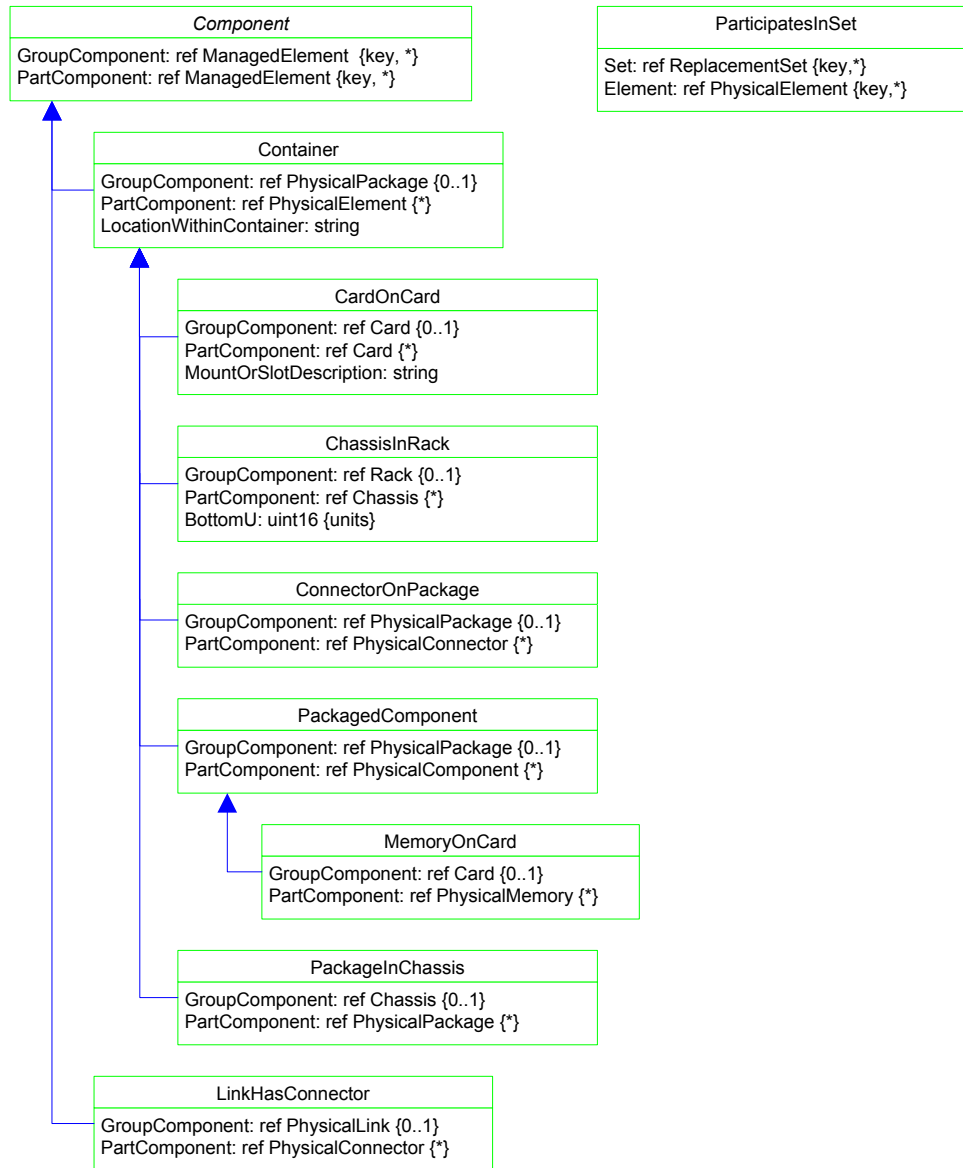 Component
GroupComponent: ref ManagedElement {key, *}
PartComponent: ref ManagedElement {key, *}
ParticipatesInSet
Set: ref ReplacementSet {key,*}
Element: ref PhysicalElement {key,*}
Container
GroupComponent: ref PhysicalPackage {0..1}
PartComponent: ref PhysicalElement {*}
LocationWithinContainer: string
CardOnCard
GroupComponent: ref Card {0..1}
PartComponent: ref Card {*}
MountOrSlotDescription: string
ChassisInRack
GroupComponent: ref Rack {0..1}
PartComponent: ref Chassis {*}
BottomU: uint16 {units}
ConnectorOnPackage
GroupComponent: ref PhysicalPackage {0..1}
PartComponent: ref PhysicalConnector {*}
PackagedComponent
GroupComponent: ref PhysicalPackage {0..1}
PartComponent: ref PhysicalComponent {*}
MemoryOnCard
GroupComponent: ref Card {0..1}
PartComponent: ref PhysicalMemory {*}
PackageInChassis
GroupComponent: ref Chassis {0..1}
PartComponent: ref PhysicalPackage {*}
LinkHasConnector
GroupComponent: ref PhysicalLink {0..1}
PartComponent: ref PhysicalConnector {*}